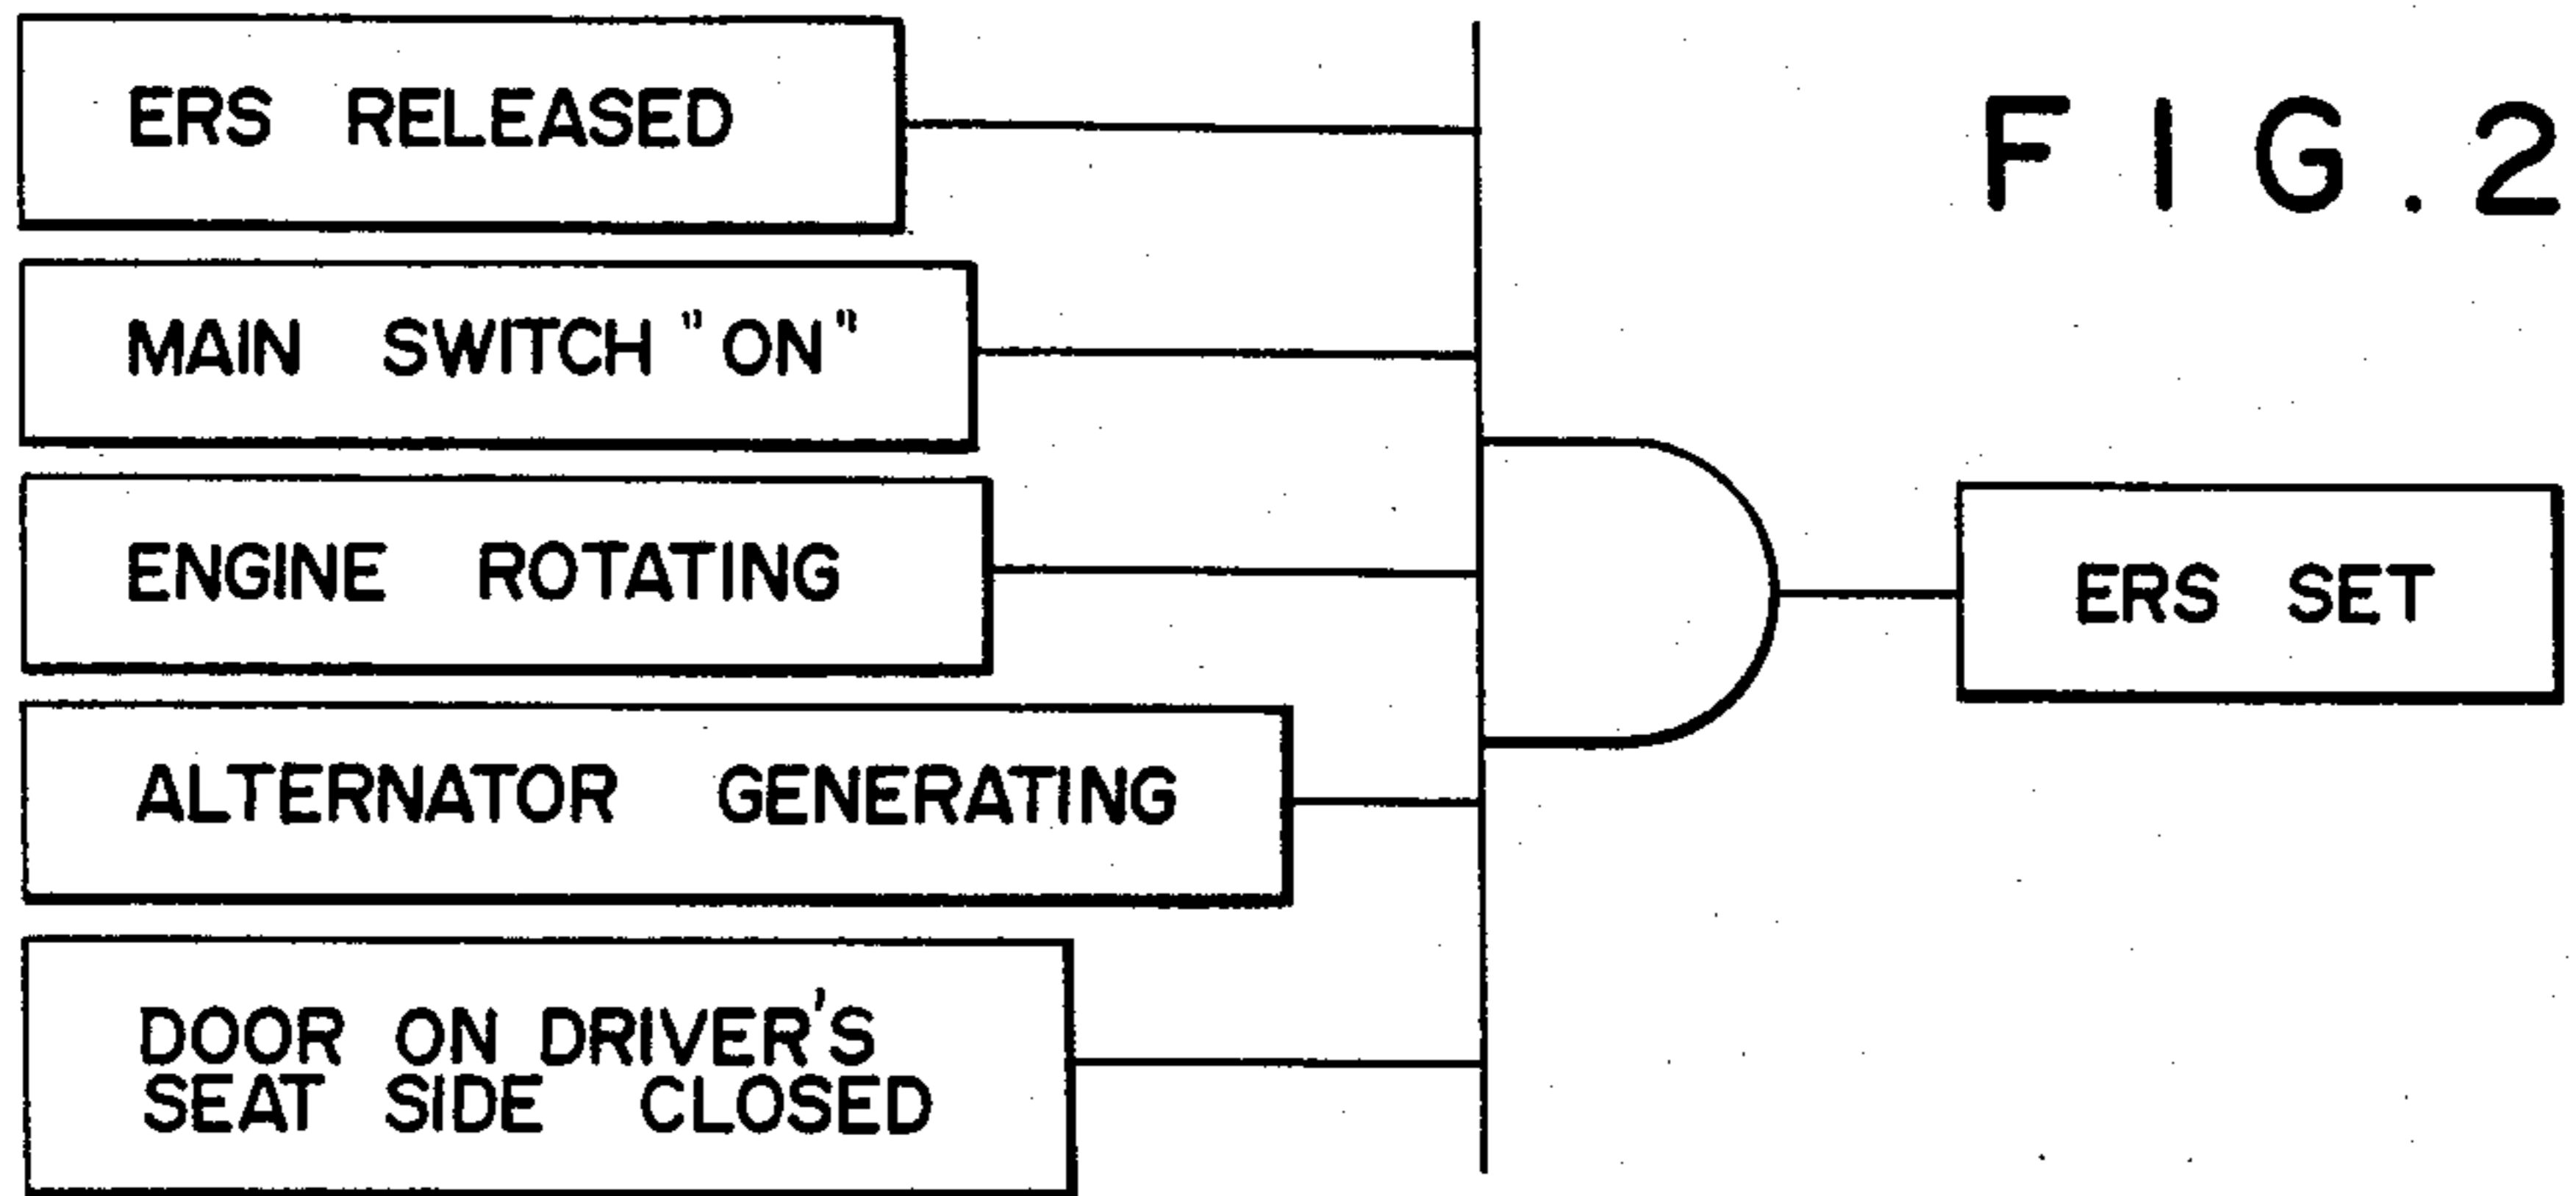 ERS RELEASED
FIG.2
MAIN SWITCH "ON"
ENGINE ROTATING
ERS SET
ALTERNATOR GENERATING
DOOR ON DRIVER'S
SEAT SIDE CLOSED